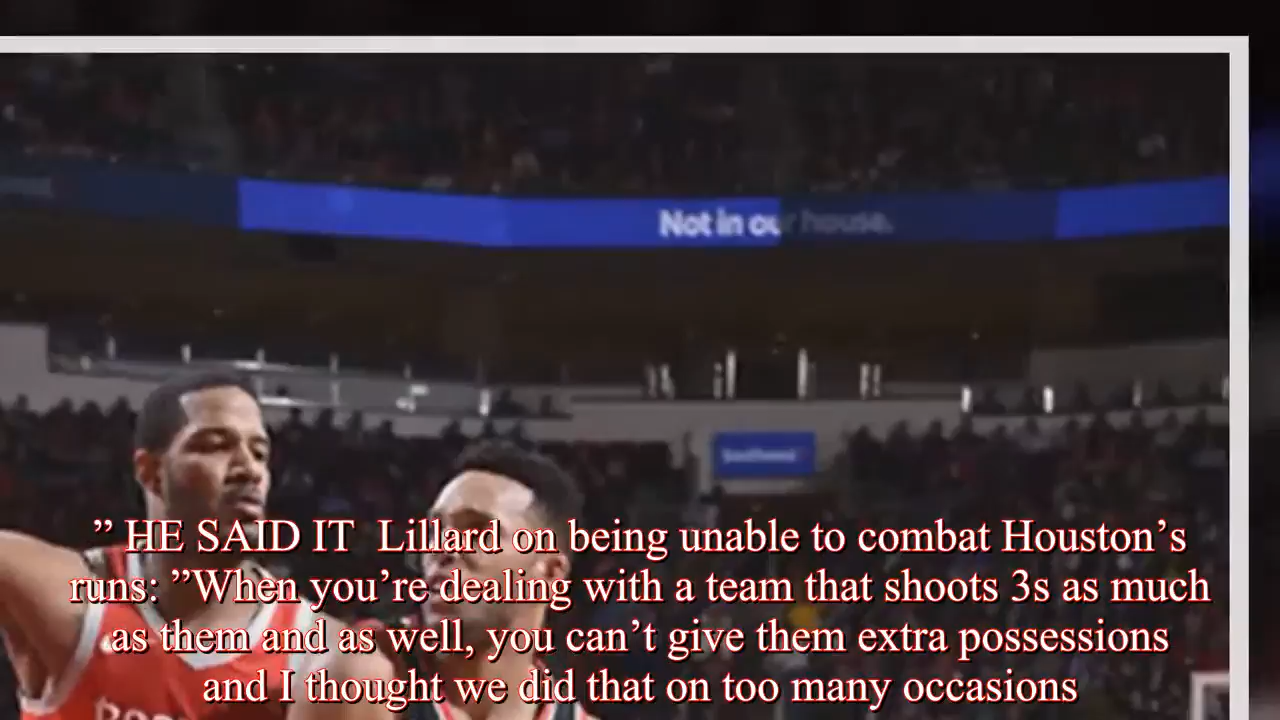 Not in our house.
” HE SAID IT Lillard on being unable to combat Houston’s
runs: ”When you’re dealing with a team that shoots 3s as much
as them and as well, you can’t give them extra possessions
and I thought we did that on too many occasions